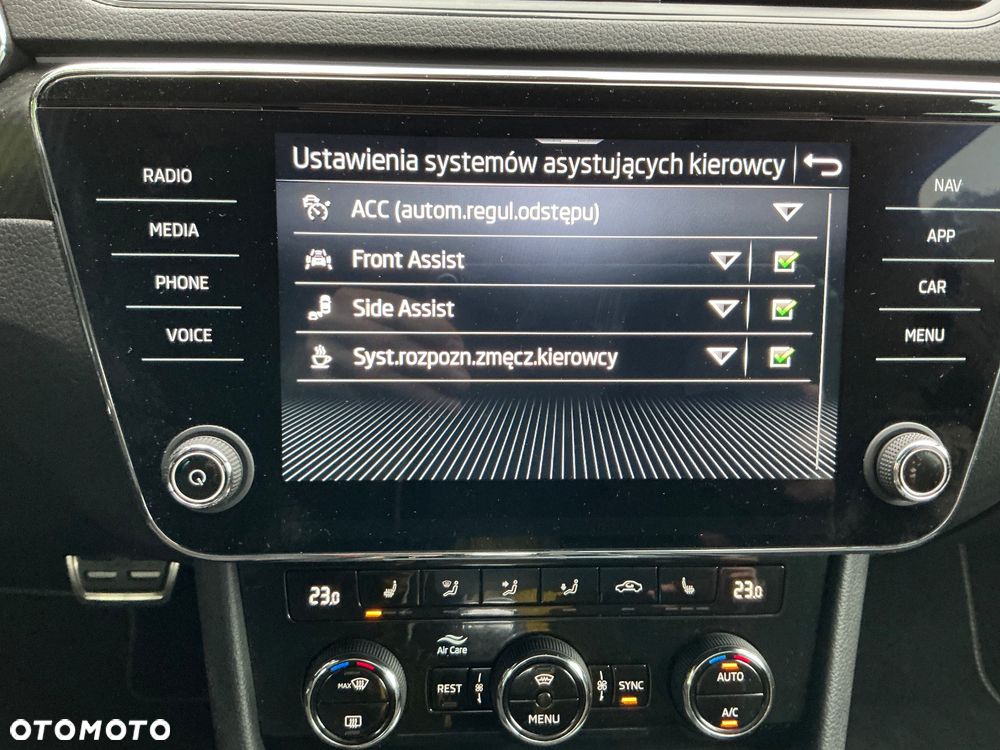 Ustawienia systemów asystujących kierowcy
RADIO
MEDIA
PHONE
VOICE
ACC (autom.regul.odstępu)
Front Assist
Side Assist
Syst.rozpozn.zmęcz.kierowcy
NAV
APP
CAR
MENU
23,0
23,0
Air Care
MAX
REST
MENU
SYNC
AUTO
A/C
OTOMOTO